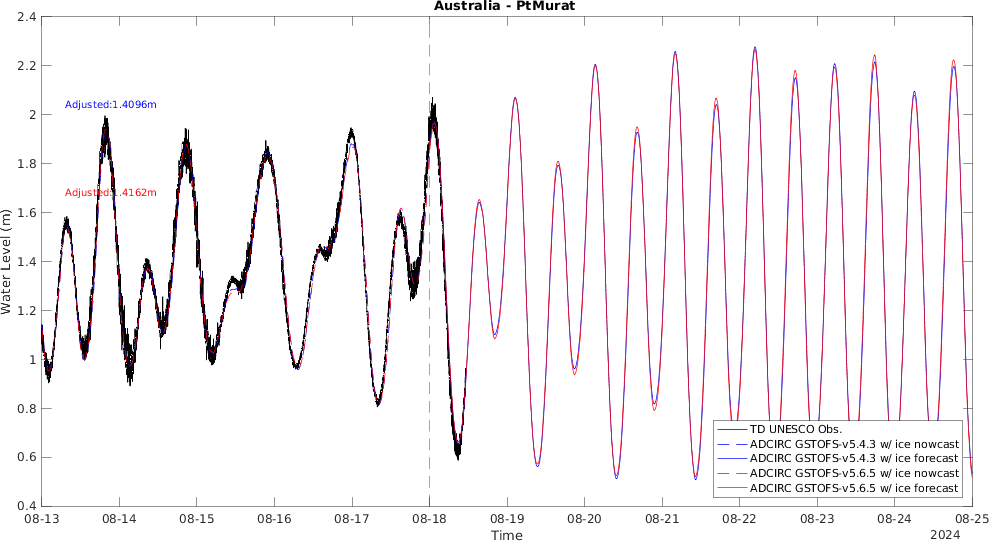 Australia - PtMurat
2.4
2.2
2
1.8
1.6
1.4
1.2
1
0.8
0.6
0.4
Water Level (m)
Adjusted:1.4096m
Adjusted:1.4162m
TD UNESCO Obs.
ADCIRC GSTOFS-v5.4.3 w/ ice nowcast
ADCIRC GSTOFS-v5.4.3 w/ ice forecast
ADCIRC GSTOFS-v5.6.5 w/ ice nowcast
ADCIRC GSTOFS-v5.6.5 w/ ice forecast
08-13 08-14 08-15 08-16 08-17 08-18 08-19 08-20 08-21 08-22 08-23 08-24 08-25
Time
2024